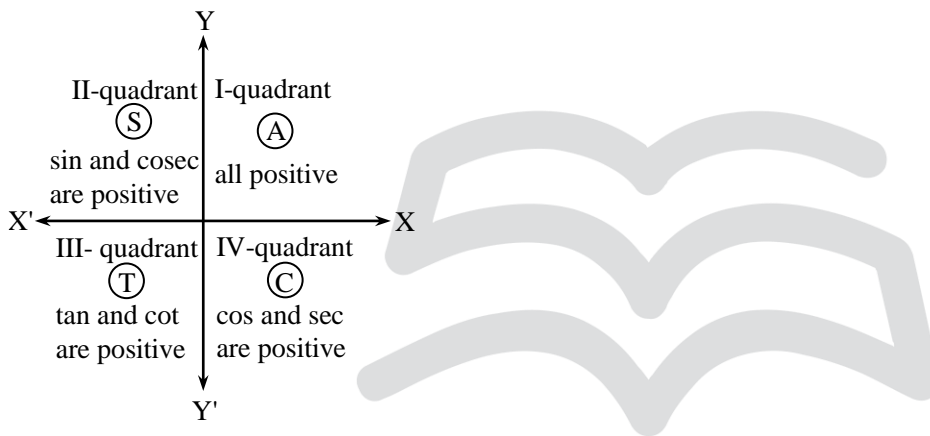 Y
II-quadrant
S
sin and cosec
are positive
I-quadrant
A
all positive
X'
X
III- quadrant
T
tan and cot
are positive
IV-quadrant
C
cos and sec
are positive
Y'